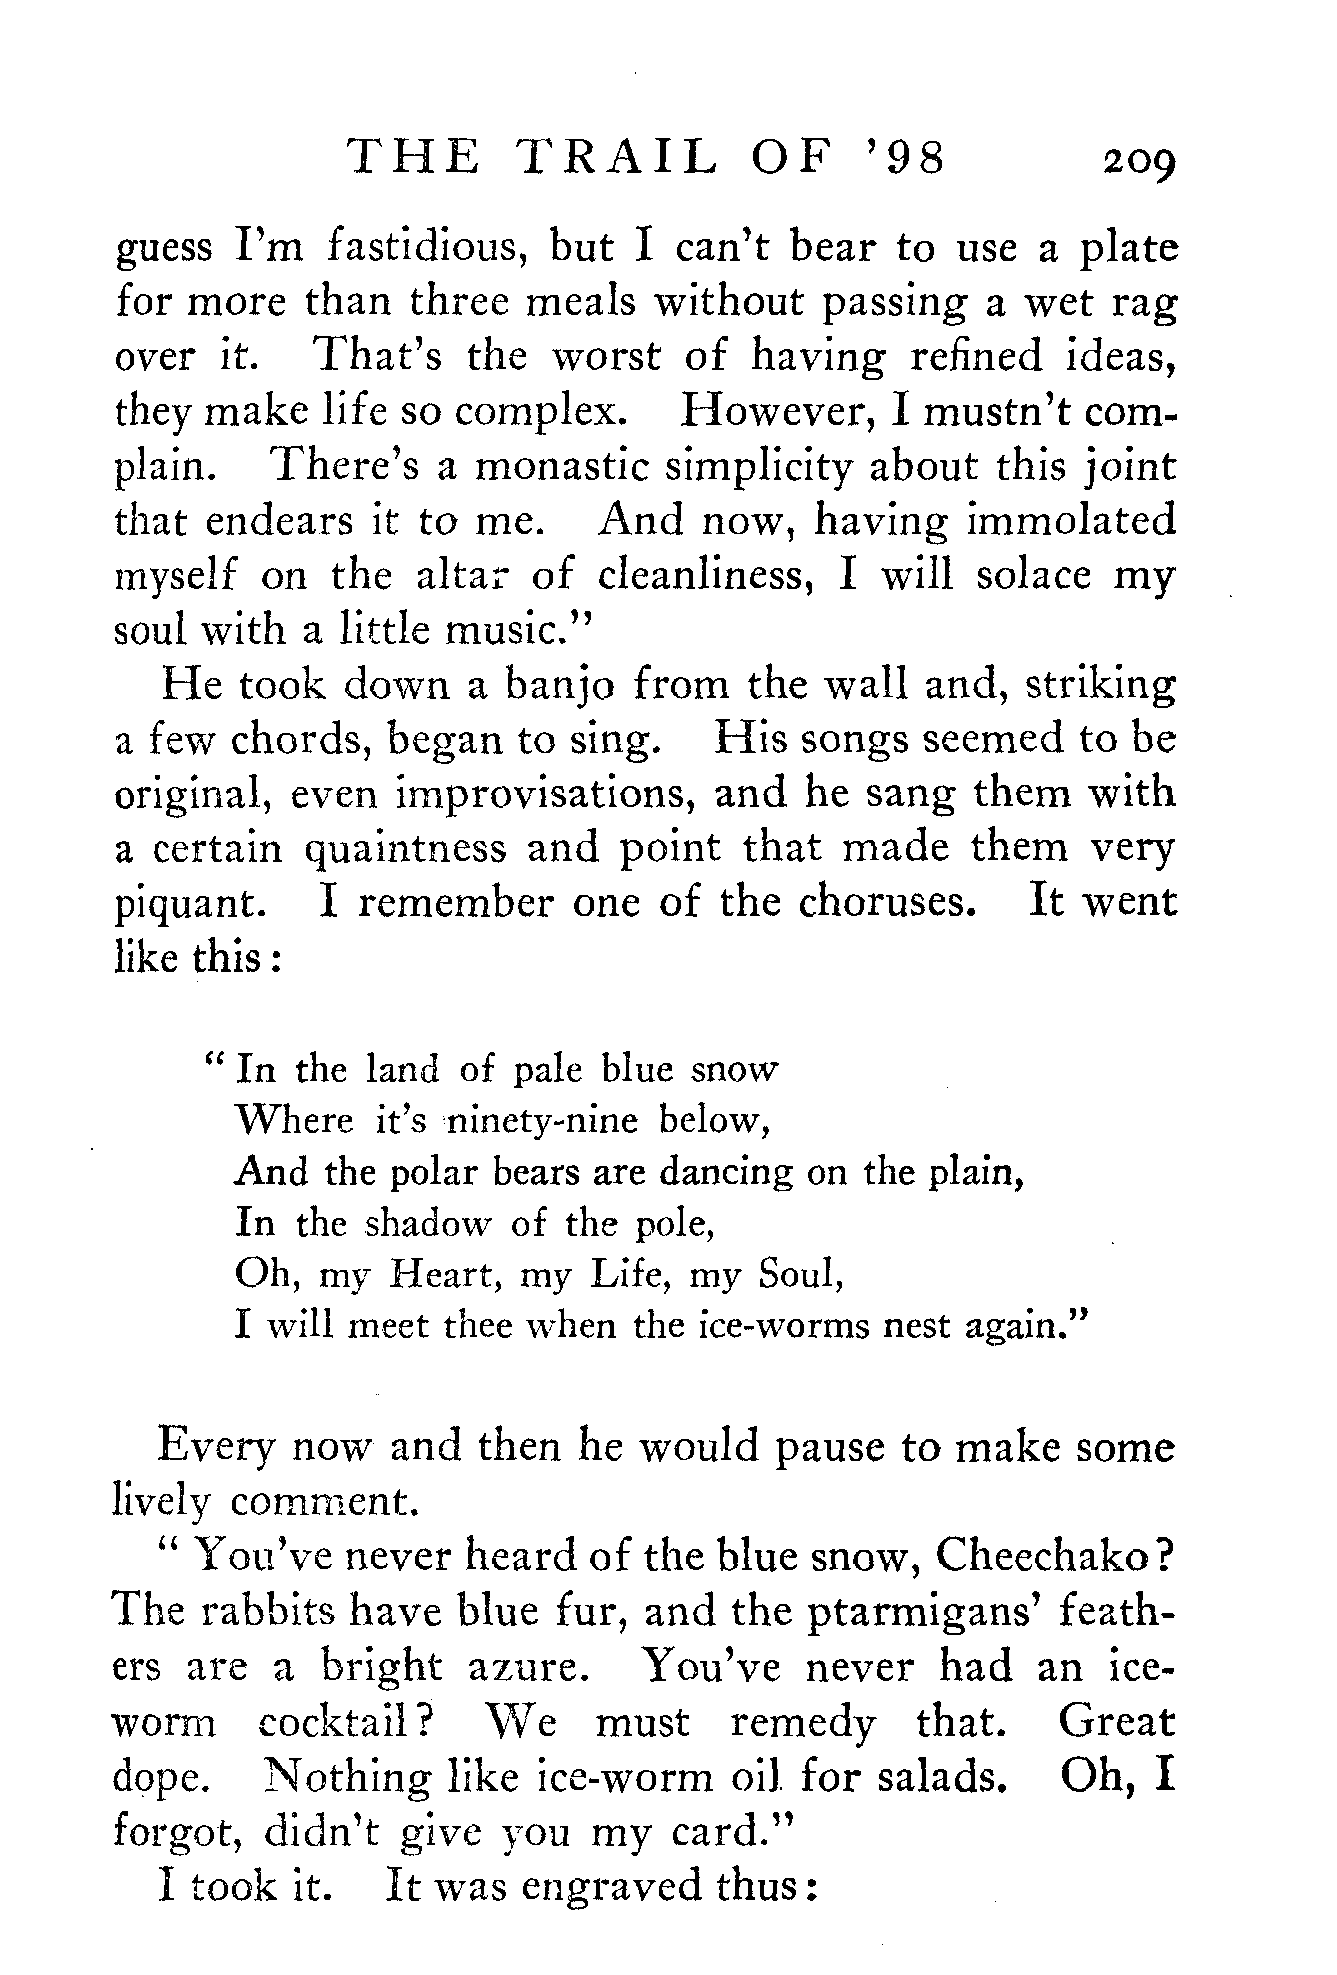 THE TRAIL OF '98 209
guess I'm fastidious, but I can't bear to use a plate
for more than three meals without passing a wet rag
over it. That's the worst of having refined ideas,
they make life so complex. However, I mustn't com-
plain. There's a monastic simplicity about this joint
that endears it to me. And now, having immolated
myself on the altar of cleanliness, I will solace my
soul with a little music."
He took down a banjo from the wall and, striking
a few chords, began to sing. His songs seemed to be
original, even improvisations, and he sang them with
a certain quaintness and point that made them very
piquant. I remember one of the choruses. It went
like this:
"In the land of pale blue snow
Where it's ninety-nine below,
And the polar bears are dancing on the plain,
In the shadow of the pole,
Oh, my Heart, my Life, my Soul,
I will meet thee when the ice-worms nest again."
Every now and then he would pause to make some
lively comment.
"You've never heard of the blue snow, Cheechako?
The rabbits have blue fur, and the ptarmigans' feath-
ers are a bright azure. You've never had an ice-
worm cocktail? We must remedy that. Great
dope. Nothing like ice-worm oil for salads. Oh, I
forgot, didn't give you my card."
I took it. It was engraved thus: